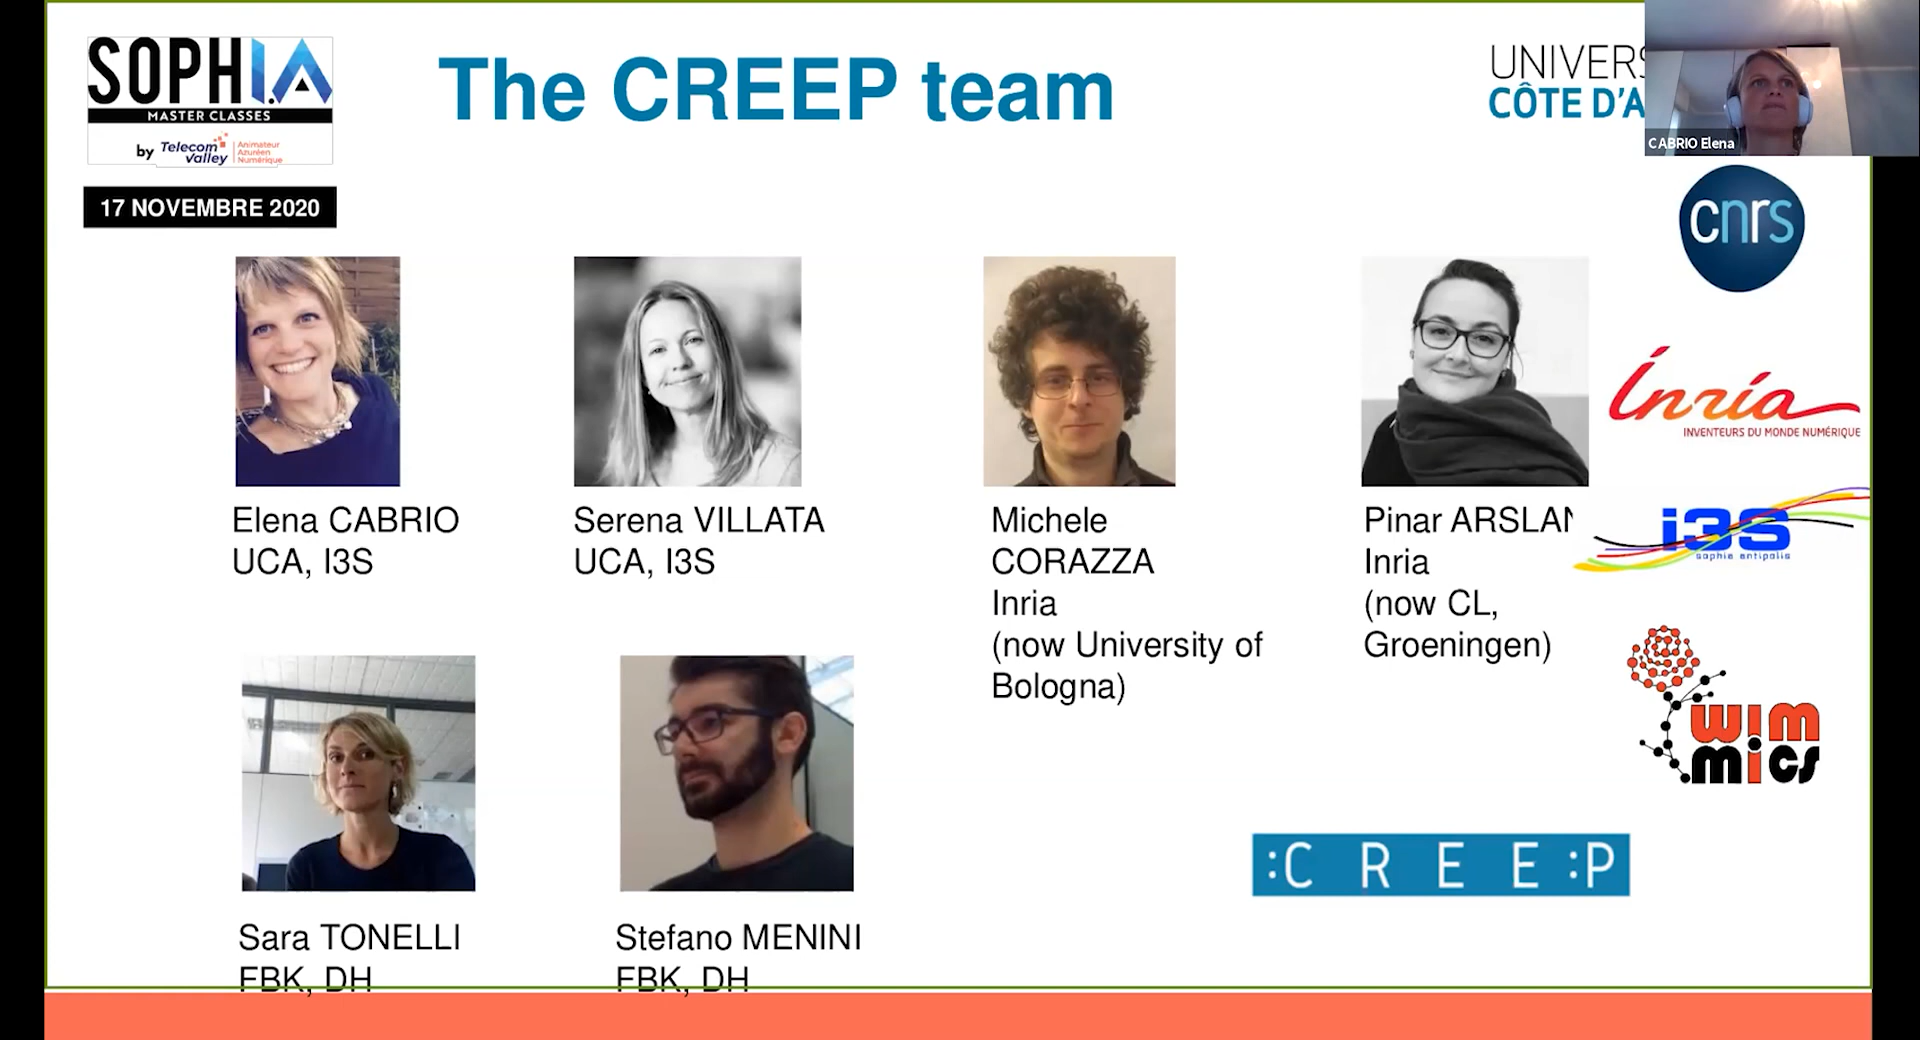 SOPHI.A
MASTER CLASSES
by Telecom Valley
Animateur
Azuréen
Numérique
The CREEP team
UNIVERS
CÔTE D'A
CABRIO Elena
17 NOVEMBRE 2020
cnrs
Inria
INVENTEURS DU MONDE NUMÉRIQUE
Elena CABRIO
UCA, I3S
Serena VILLATA
UCA, I3S
Michele
CORAZZA
Inria
(now University of
Bologna)
Pinar ARSLAN
Inria
(now CL,
Groeningen)
i3S
sophia antipolis
wim
mics
:C R E E :P
Sara TONELLI
FBK, DH
Stefano MENINI
FBK, DH